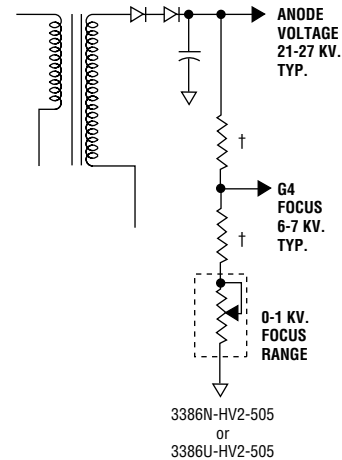 ANODE
VOLTAGE
21-27 KV.
TYP.
†
G4
FOCUS
6-7 KV.
TYP.
†
0-1 KV.
FOCUS
RANGE
3386N-HV2-505
or
3386U-HV2-505